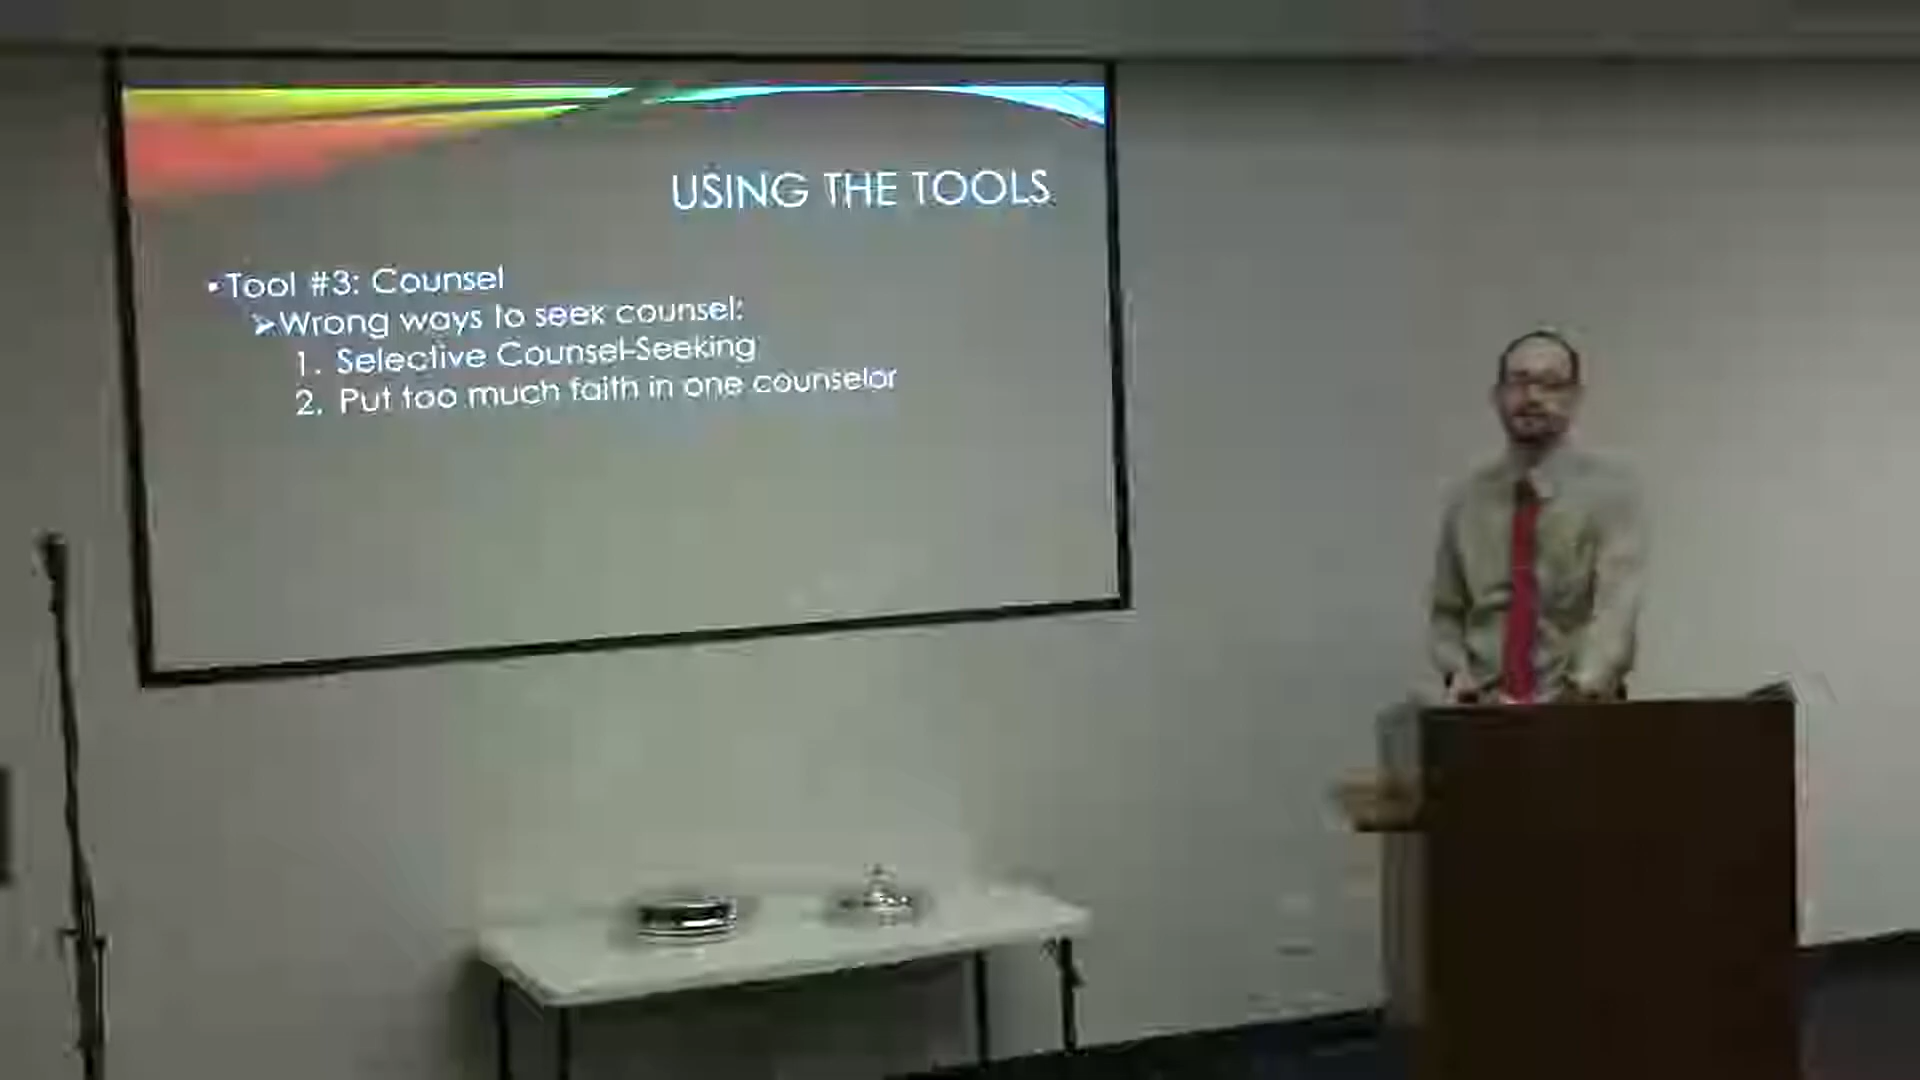 USING THE TOOLS
▪Tool #3: Counsel
➢Wrong ways to seek counsel:
1. Selective Counsel-Seeking
2. Put too much faith in one counselor